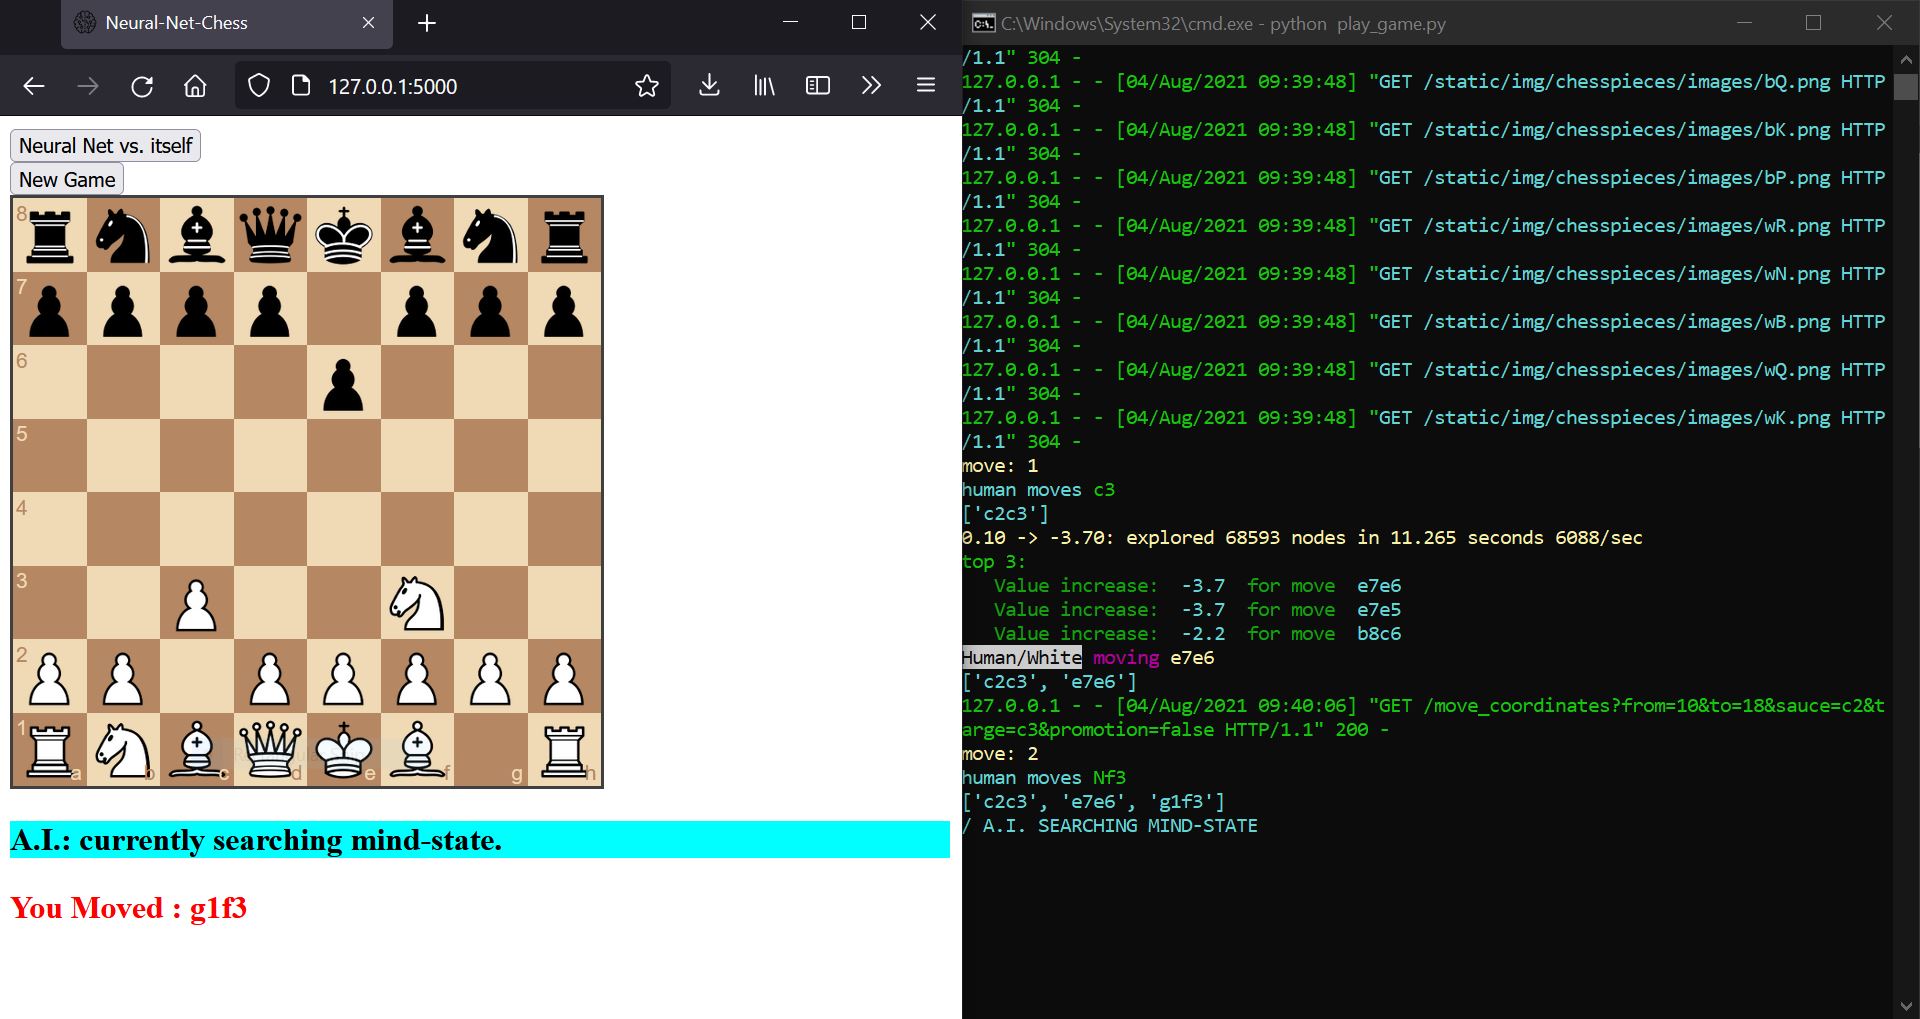 Neural-Net-Chess
127.0.0.1:5000
Neural Net vs. itself
New Game
8
7
6
5
4
3
2
1
a b c d e f g h
A.I.: currently searching mind-state.
You Moved : g1f3
C:\Windows\System32\cmd.exe - python  play_game.py
/1.1" 304 -
127.0.0.1 - - [04/Aug/2021 09:39:48] "GET /static/img/chesspieces/images/bQ.png HTTP
/1.1" 304 -
127.0.0.1 - - [04/Aug/2021 09:39:48] "GET /static/img/chesspieces/images/bK.png HTTP
/1.1" 304 -
127.0.0.1 - - [04/Aug/2021 09:39:48] "GET /static/img/chesspieces/images/bP.png HTTP
/1.1" 304 -
127.0.0.1 - - [04/Aug/2021 09:39:48] "GET /static/img/chesspieces/images/wR.png HTTP
/1.1" 304 -
127.0.0.1 - - [04/Aug/2021 09:39:48] "GET /static/img/chesspieces/images/wN.png HTTP
/1.1" 304 -
127.0.0.1 - - [04/Aug/2021 09:39:48] "GET /static/img/chesspieces/images/wB.png HTTP
/1.1" 304 -
127.0.0.1 - - [04/Aug/2021 09:39:48] "GET /static/img/chesspieces/images/wQ.png HTTP
/1.1" 304 -
127.0.0.1 - - [04/Aug/2021 09:39:48] "GET /static/img/chesspieces/images/wK.png HTTP
/1.1" 304 -
move: 1
human moves c3
['c2c3']
0.10 -> -3.70: explored 68593 nodes in 11.265 seconds 6088/sec
top 3:
   Value increase:  -3.7  for move  e7e6
   Value increase:  -3.7  for move  e7e5
   Value increase:  -2.2  for move  b8c6
Human/White moving e7e6
['c2c3', 'e7e6']
127.0.0.1 - - [04/Aug/2021 09:40:06] "GET /move_coordinates?from=10&to=18&sauce=c2&t
arge=c3&promotion=false HTTP/1.1" 200 -
move: 2
human moves Nf3
['c2c3', 'e7e6', 'g1f3']
/ A.I. SEARCHING MIND-STATE